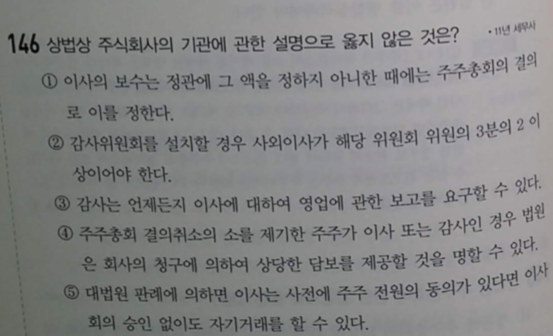 146 상법상 주식회사의 기관에 관한 설명으로 옳지 않은 것은? • 11년 세무사
① 이사의 보수는 정관에 그 액을 정하지 아니한 때에는 주주총회의 결의
로 이를 정한다.
② 감사위원회를 설치할 경우 사외이사가 해당 위원회 위원의 3분의 2 이
상이어야 한다.
③ 감사는 언제든지 이사에 대하여 영업에 관한 보고를 요구할 수 있다.
④ 주주총회 결의취소의 소를 제기한 주주가 이사 또는 감사인 경우 법원
은 회사의 청구에 의하여 상당한 담보를 제공할 것을 명할 수 있다.
⑤ 대법원 판례에 의하면 이사는 사전에 주주 전원의 동의가 있다면 이사
회의 승인 없이도 자기거래를 할 수 있다.